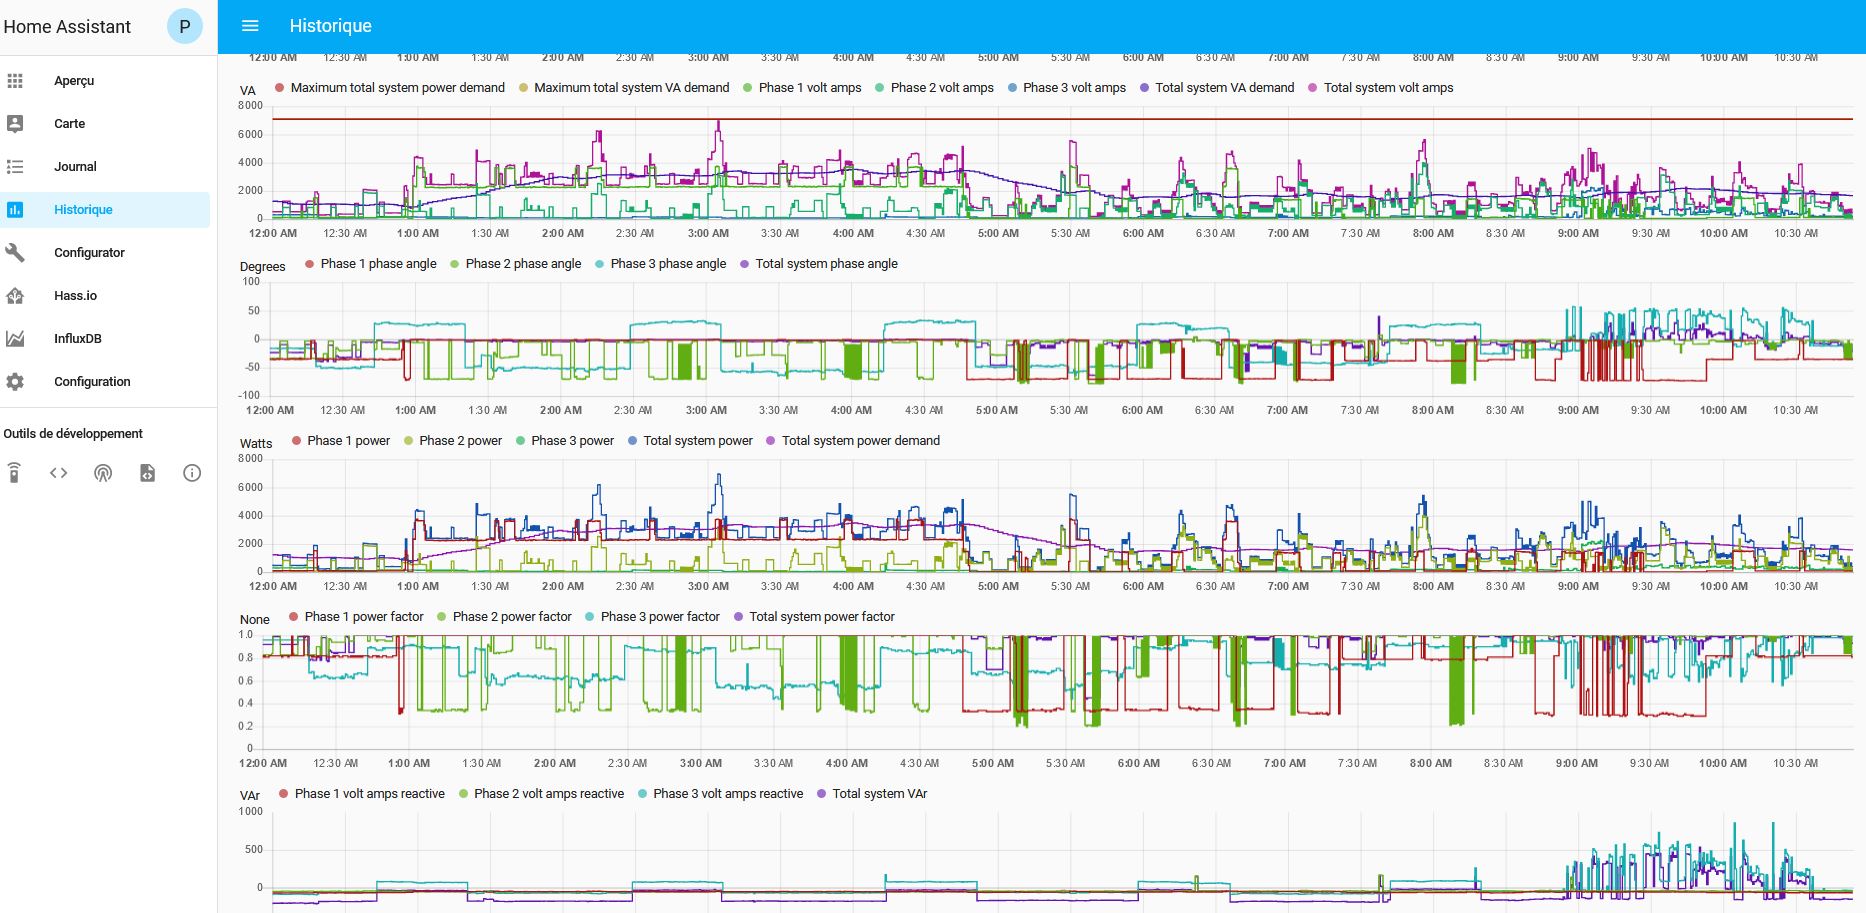 Home Assistant
P
Historique
Aperçu
Carte
Journal
Historique
Configurator
Hass.io
InfluxDB
Configuration
Outils de développement
12:00 AM 12:30 AM 1:00 AM 1:30 AM 2:00 AM 2:30 AM 3:00 AM 3:30 AM 4:00 AM 4:30 AM 5:00 AM 5:30 AM 6:00 AM 6:30 AM 7:00 AM 7:30 AM 8:00 AM 8:30 AM 9:00 AM 9:30 AM 10:00 AM 10:30 AM
VA Maximum total system power demand Maximum total system VA demand Phase 1 volt amps Phase 2 volt amps Phase 3 volt amps Total system VA demand Total system volt amps
8000
6000
4000
2000
0
12:00 AM 12:30 AM 1:00 AM 1:30 AM 2:00 AM 2:30 AM 3:00 AM 3:30 AM 4:00 AM 4:30 AM 5:00 AM 5:30 AM 6:00 AM 6:30 AM 7:00 AM 7:30 AM 8:00 AM 8:30 AM 9:00 AM 9:30 AM 10:00 AM 10:30 AM
Degrees Phase 1 phase angle Phase 2 phase angle Phase 3 phase angle Total system phase angle
100
50
0
-50
-100
12:00 AM 12:30 AM 1:00 AM 1:30 AM 2:00 AM 2:30 AM 3:00 AM 3:30 AM 4:00 AM 4:30 AM 5:00 AM 5:30 AM 6:00 AM 6:30 AM 7:00 AM 7:30 AM 8:00 AM 8:30 AM 9:00 AM 9:30 AM 10:00 AM 10:30 AM
Watts Phase 1 power Phase 2 power Phase 3 power Total system power Total system power demand
8000
6000
4000
2000
0
12:00 AM 12:30 AM 1:00 AM 1:30 AM 2:00 AM 2:30 AM 3:00 AM 3:30 AM 4:00 AM 4:30 AM 5:00 AM 5:30 AM 6:00 AM 6:30 AM 7:00 AM 7:30 AM 8:00 AM 8:30 AM 9:00 AM 9:30 AM 10:00 AM 10:30 AM
None Phase 1 power factor Phase 2 power factor Phase 3 power factor Total system power factor
1.0
0.8
0.6
0.4
0.2
0
12:00 AM 12:30 AM 1:00 AM 1:30 AM 2:00 AM 2:30 AM 3:00 AM 3:30 AM 4:00 AM 4:30 AM 5:00 AM 5:30 AM 6:00 AM 6:30 AM 7:00 AM 7:30 AM 8:00 AM 8:30 AM 9:00 AM 9:30 AM 10:00 AM 10:30 AM
VAr Phase 1 volt amps reactive Phase 2 volt amps reactive Phase 3 volt amps reactive Total system VAr
1000
500
0